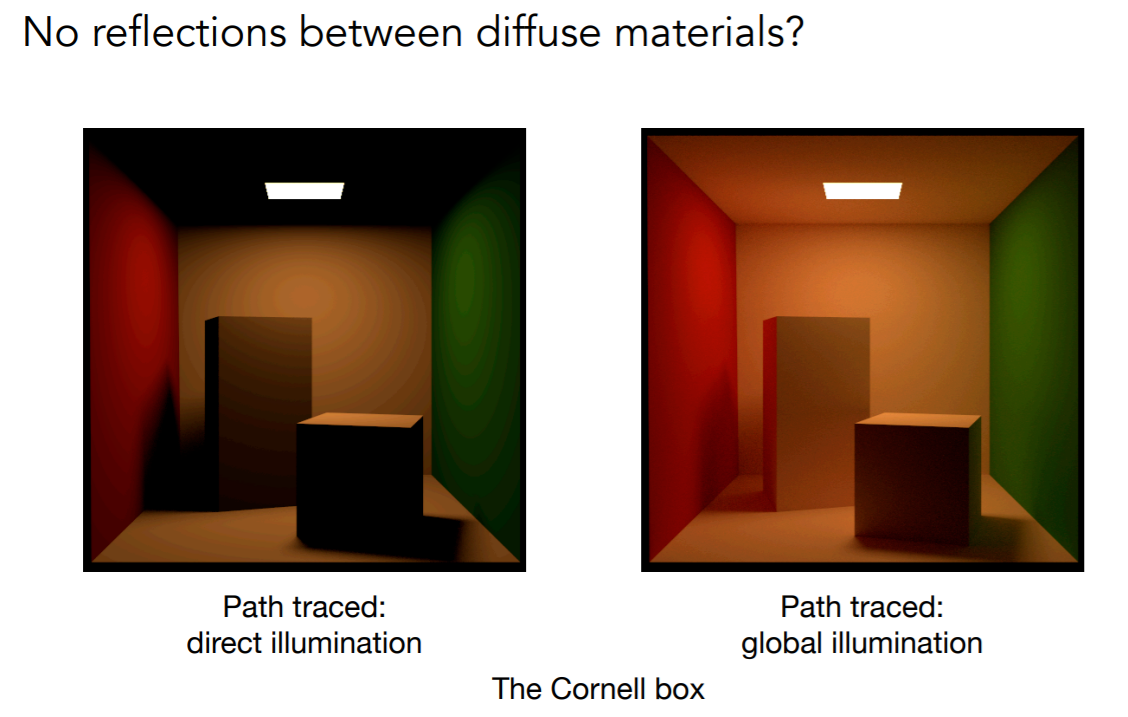 No reflections between diffuse materials?
Path traced:
direct illumination
Path traced:
global illumination
The Cornell box